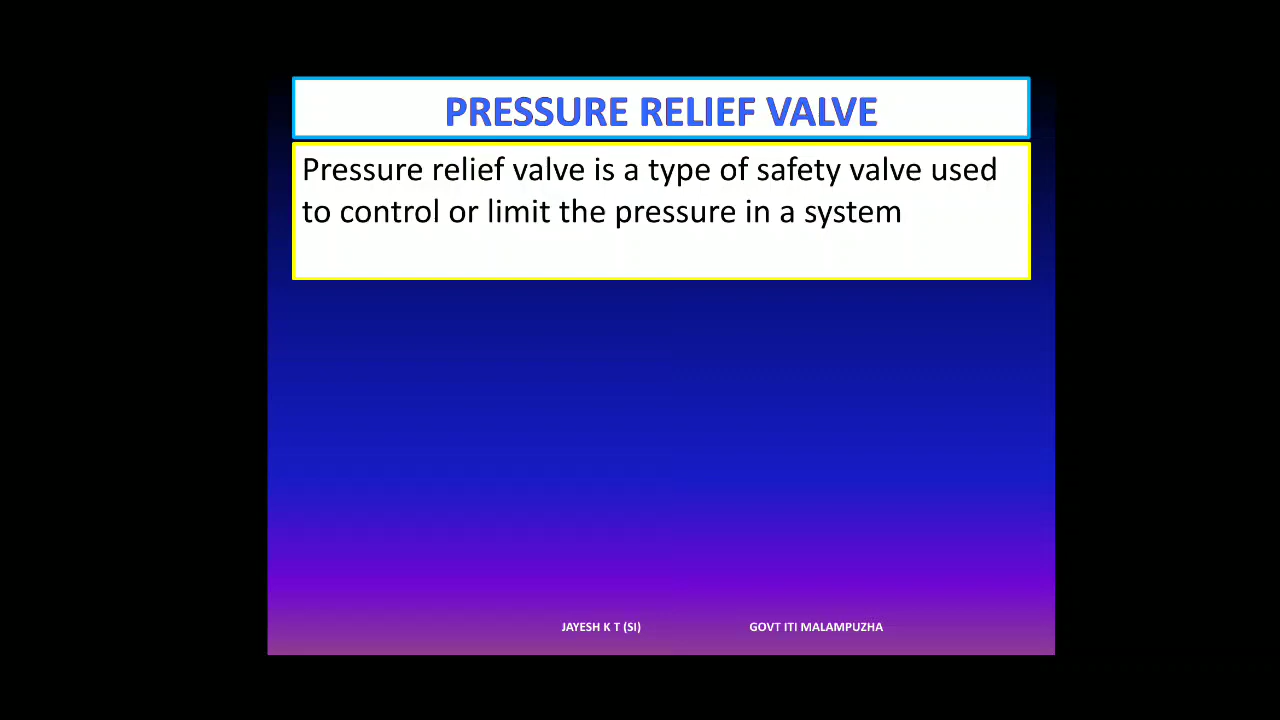 PRESSURE RELIEF VALVE
Pressure relief valve is a type of safety valve used
to control or limit the pressure in a system
JAYESH K T (SI) GOVT ITI MALAMPUZHA